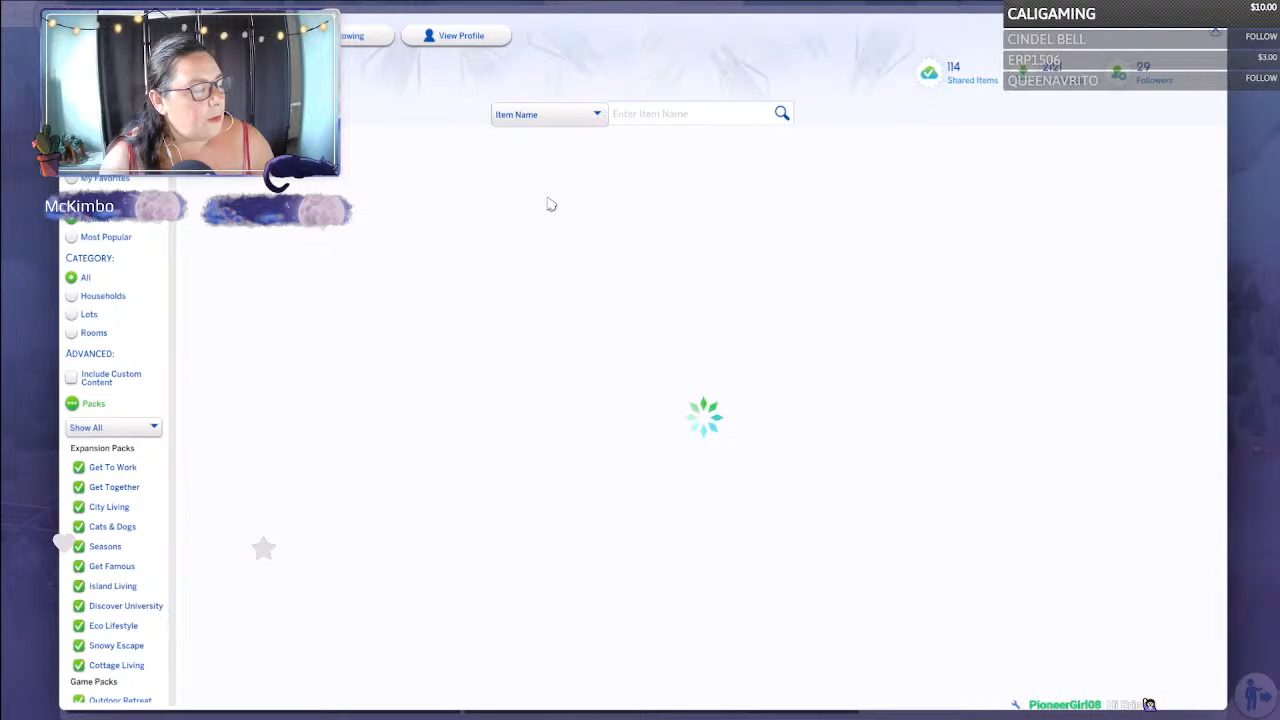 CALIGAMING $10.00
CINDEL BELL FOLLOW
ERP1506 $3.00
QUEENAVRITO FOLLOW
owing
View Profile
114
Shared Items
29
Followers
Item Name
Enter Item Name
My Favorites
McKimbo
Newest
Most Popular
CATEGORY:
All
Households
Lots
Rooms
ADVANCED:
Include Custom
Content
Packs
Show All
Expansion Packs
Get To Work
Get Together
City Living
Cats & Dogs
Seasons
Get Famous
Island Living
Discover University
Eco Lifestyle
Snowy Escape
Cottage Living
Game Packs
Outdoor Retreat
PioneerGirl08 Hi